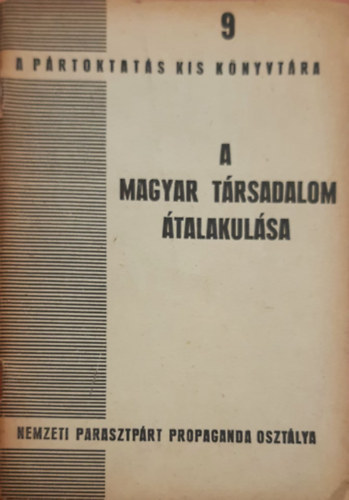 9
A PÁRTOKTATÁS KIS KÖNYVTÁRA
A
MAGYAR TÁRSADALOM
ÁTALAKULÁSA
NEMZETI PARASZTPÁRT PROPAGANDA OSZTÁLYA